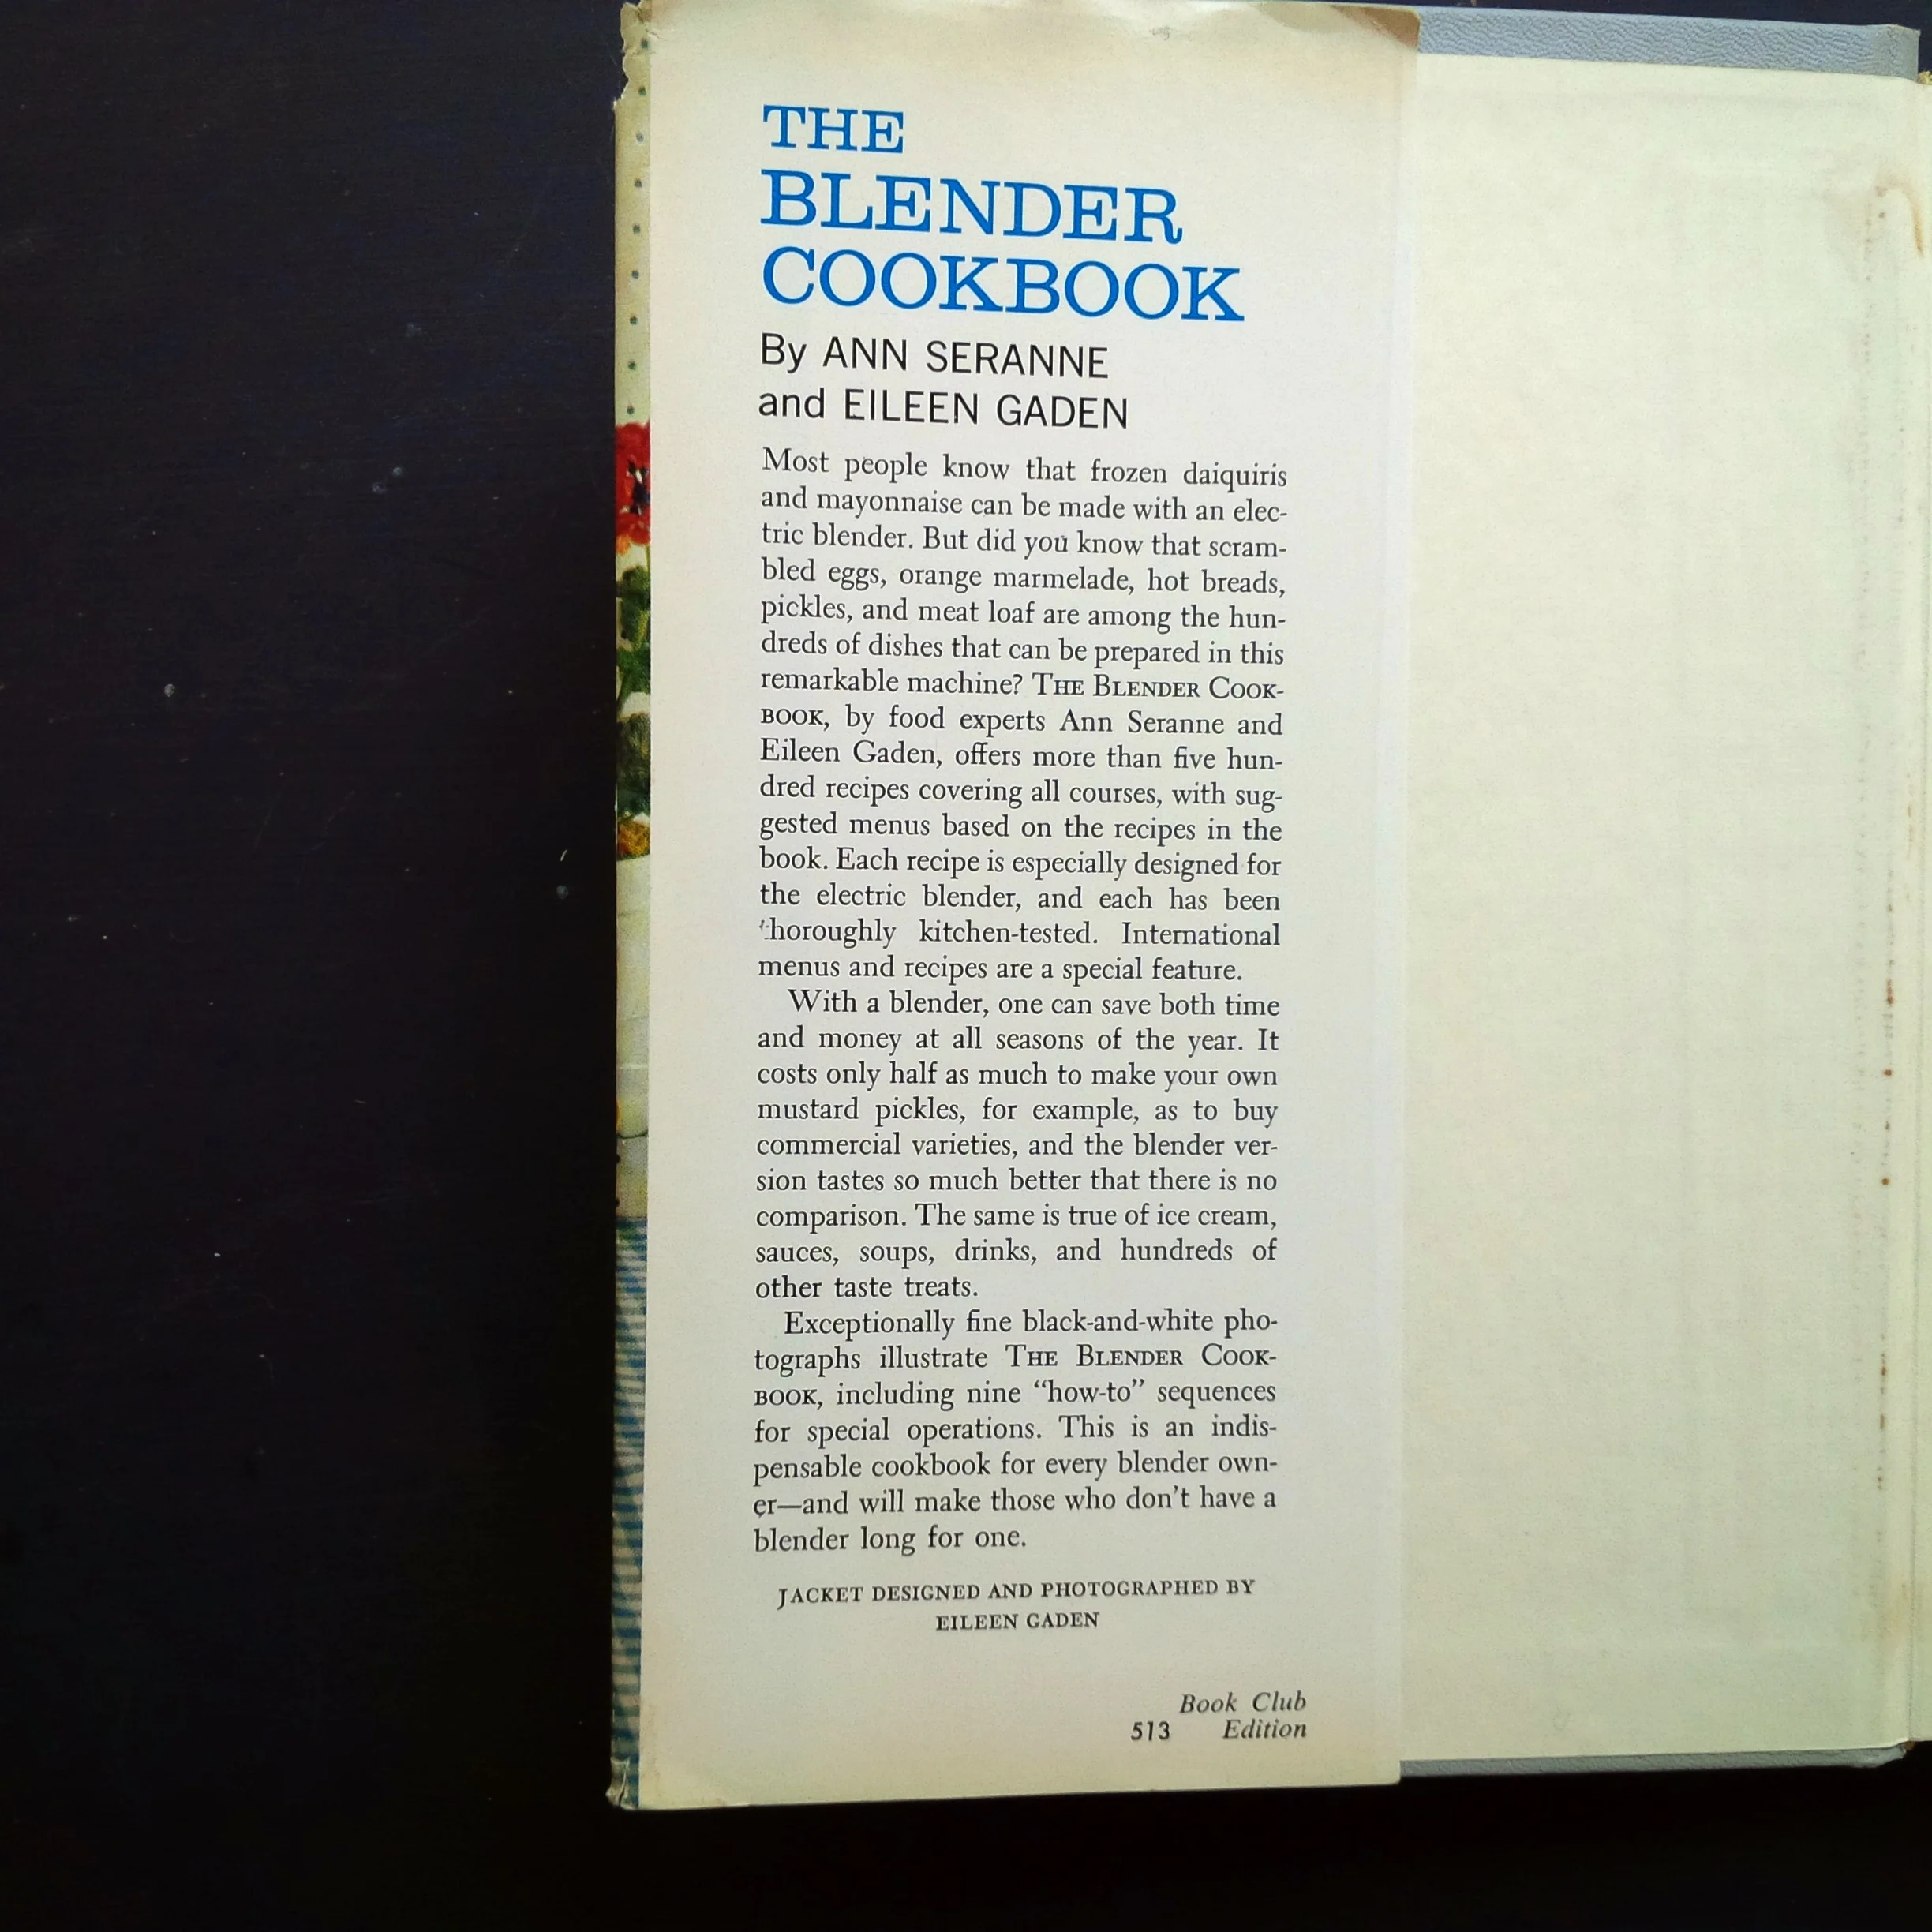 THE
BLENDER
COOKBOOK
By ANN SERANNE
and EILEEN GADEN
Most people know that frozen daiquiris
and mayonnaise can be made with an elec-
tric blender. But did you know that scram-
bled eggs, orange marmelade, hot breads,
pickles, and meat loaf are among the hun-
dreds of dishes that can be prepared in this
remarkable machine? THE BLENDER COOK-
BOOK, by food experts Ann Seranne and
Eileen Gaden, offers more than five hun-
dred recipes covering all courses, with sug-
gested menus based on the recipes in the
book. Each recipe is especially designed for
the electric blender, and each has been
thoroughly kitchen-tested. International
menus and recipes are a special feature.
With a blender, one can save both time
and money at all seasons of the year. It
costs only half as much to make your own
mustard pickles, for example, as to buy
commercial varieties, and the blender ver-
sion tastes so much better that there is no
comparison. The same is true of ice cream,
sauces, soups, drinks, and hundreds of
other taste treats.
Exceptionally fine black-and-white pho-
tographs illustrate THE BLENDER COOK-
BOOK, including nine “how-to” sequences
for special operations. This is an indis-
pensable cookbook for every blender own-
er—and will make those who don't have a
blender long for one.
JACKET DESIGNED AND PHOTOGRAPHED BY
EILEEN GADEN
Book Club
513 Edition